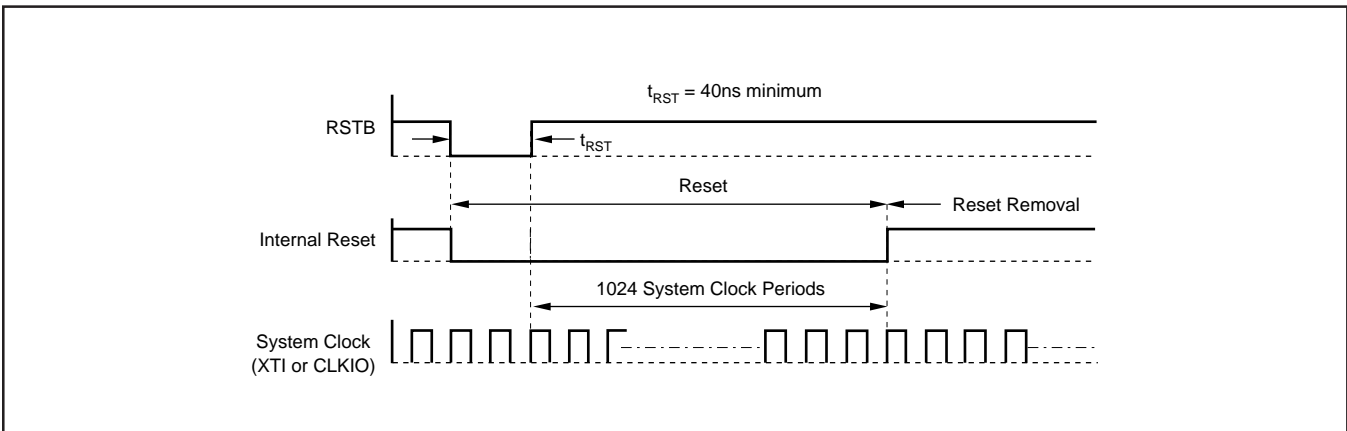 t_RST = 40ns minimum
RSTB
t_RST
Reset
Reset Removal
Internal Reset
1024 System Clock Periods
System Clock
(XTI or CLKIO)